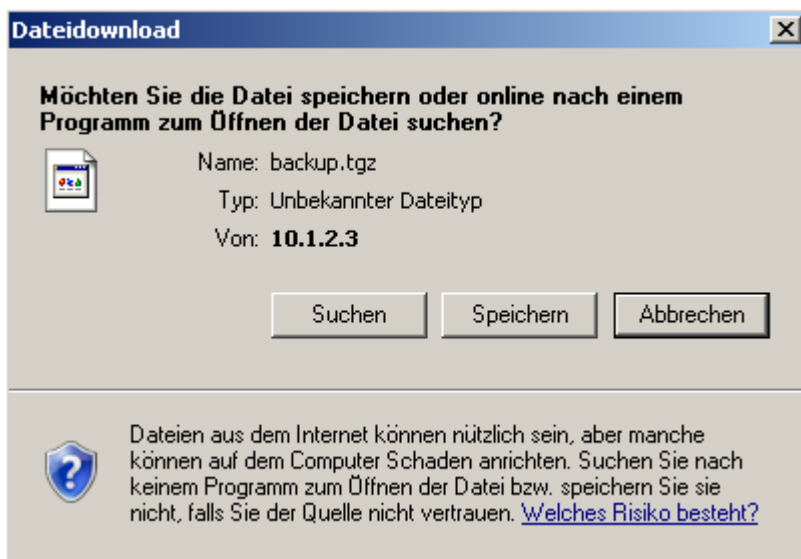 Dateidownload
Möchten Sie die Datei speichern oder online nach einem
Programm zum Öffnen der Datei suchen?
Name: backup.tgz
Typ: Unbekannter Dateityp
Von: 10.1.2.3
Suchen Speichern Abbrechen
Dateien aus dem Internet können nützlich sein, aber manche
können auf dem Computer Schaden anrichten. Suchen Sie nach
keinem Programm zum Öffnen der Datei bzw. speichern Sie sie
nicht, falls Sie der Quelle nicht vertrauen. Welches Risiko besteht?